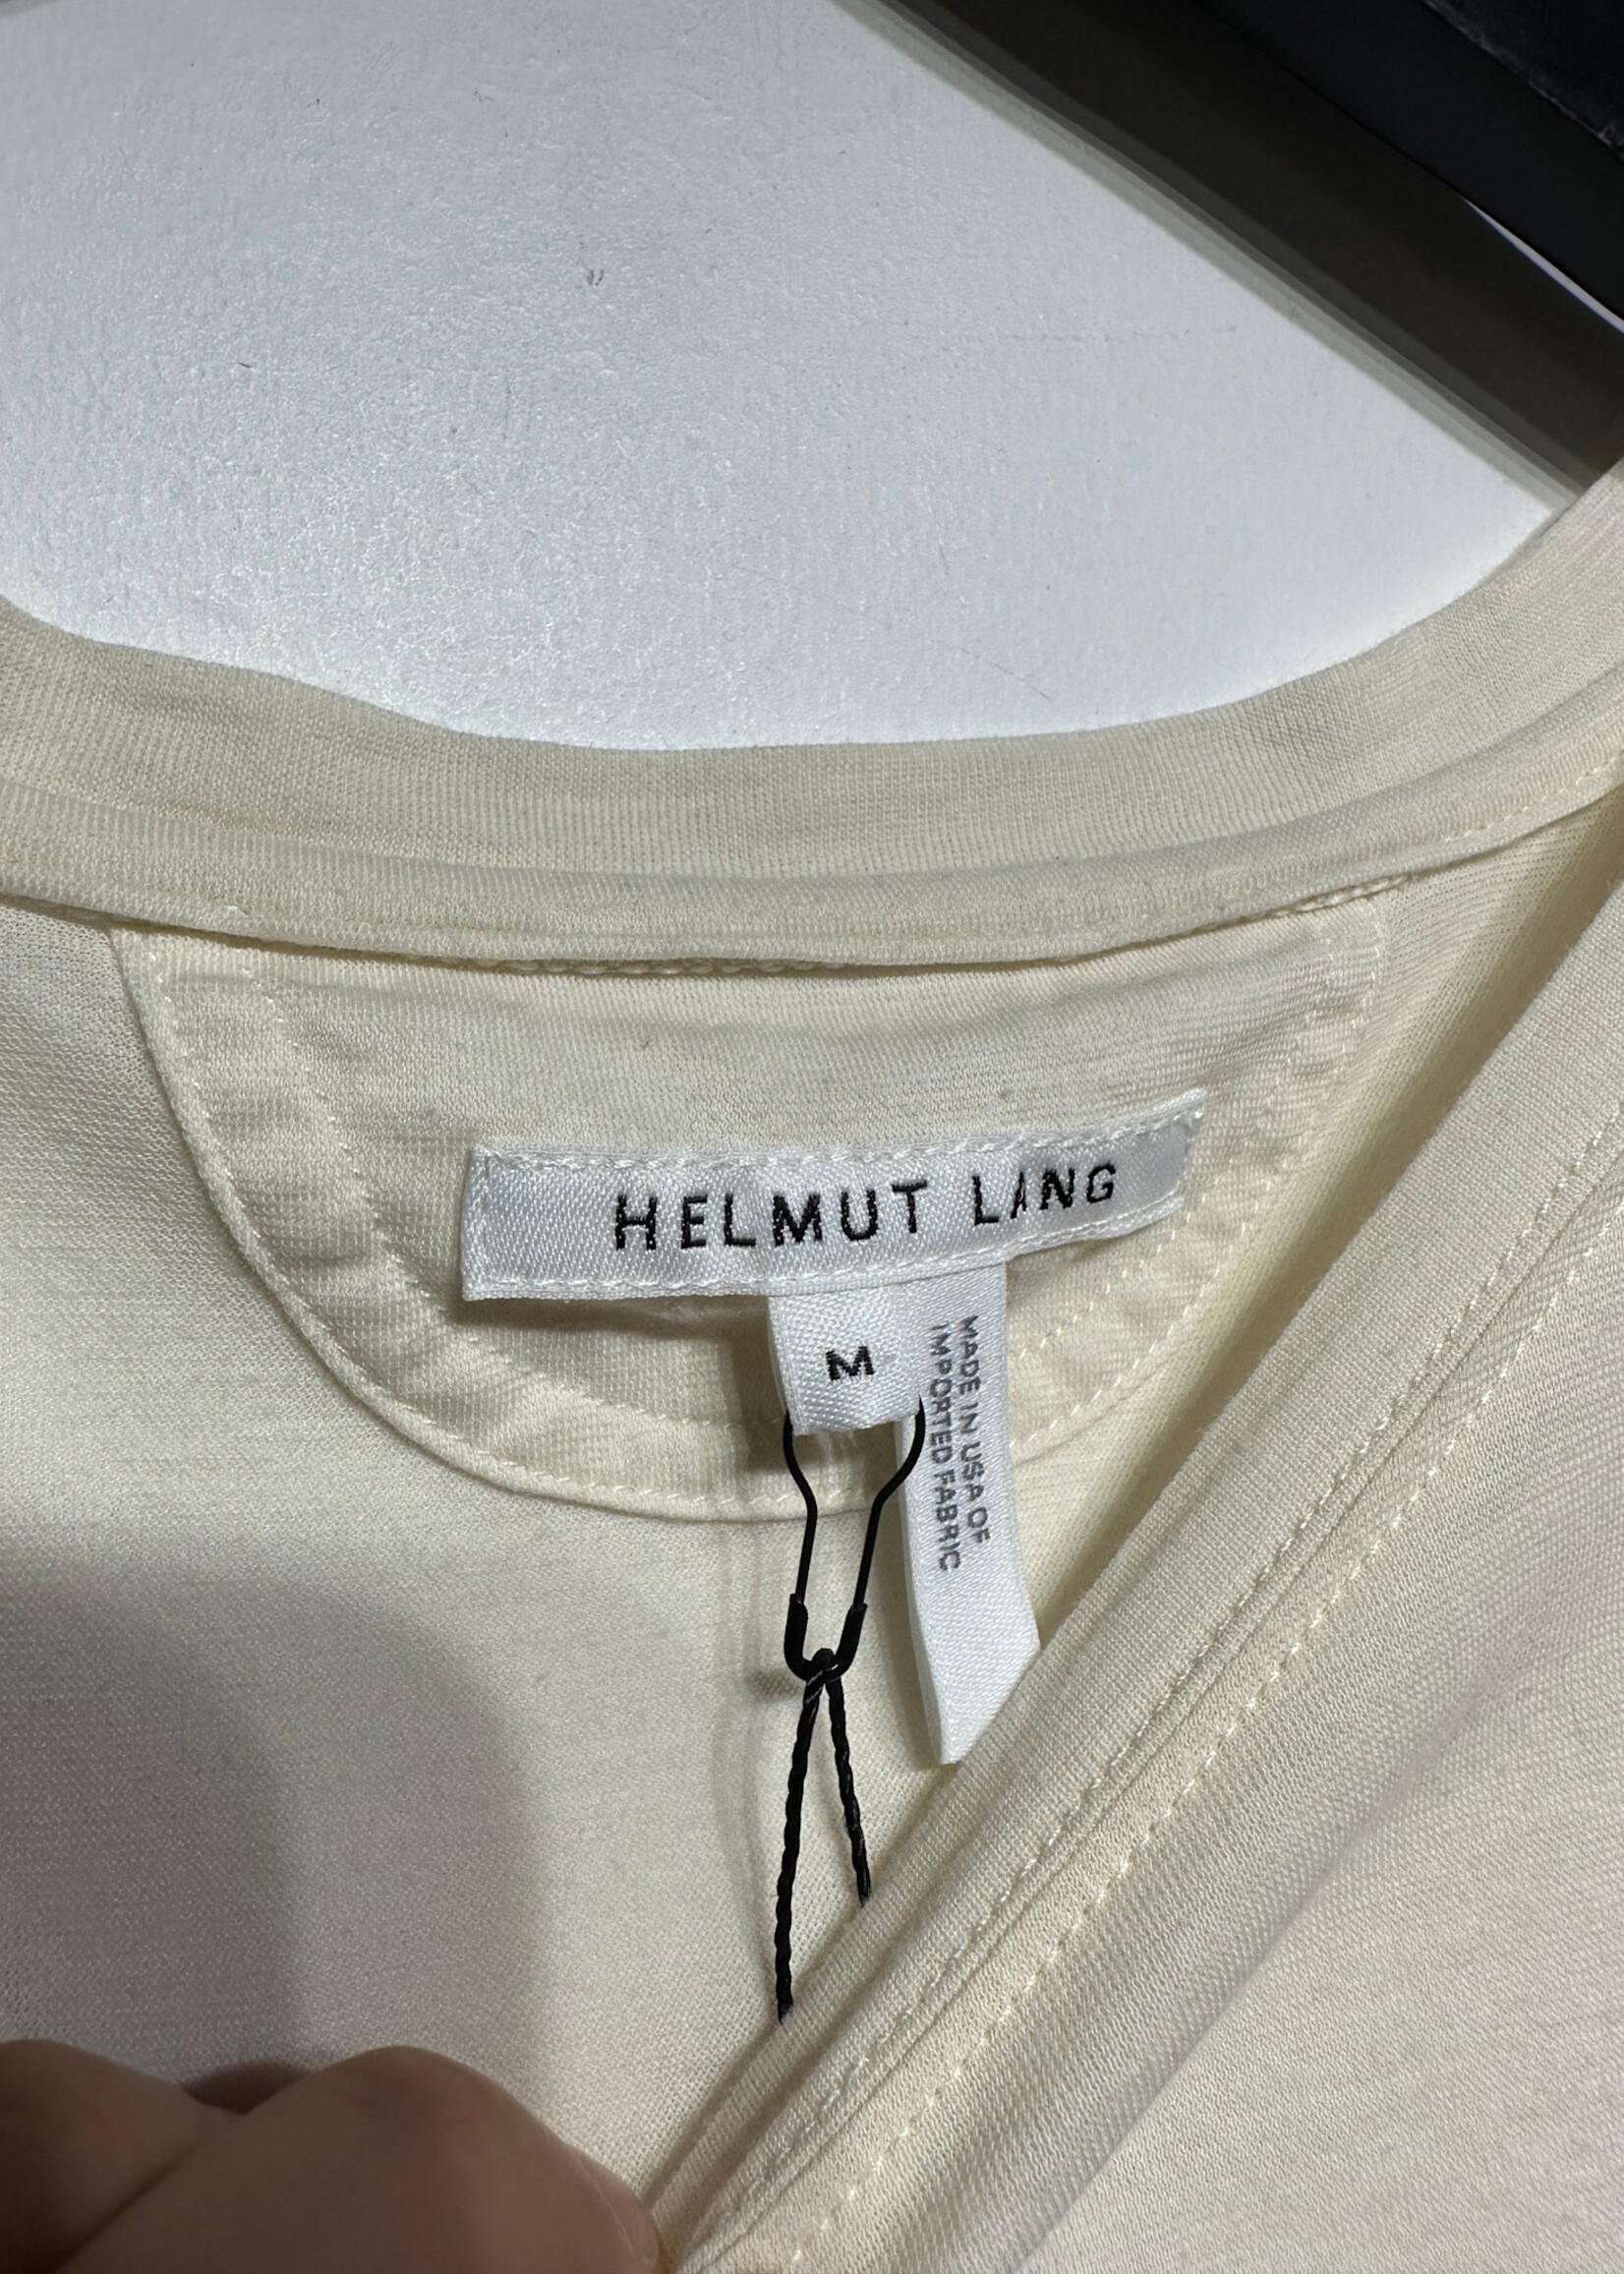 HELMUT LANG
M
MADE IN USA OF
IMPORTED FABRIC